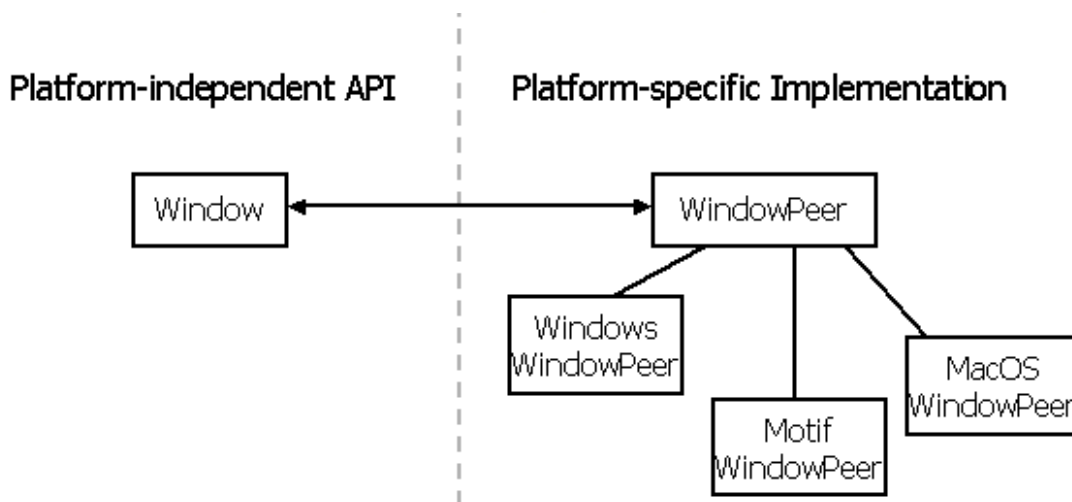 Platform-independent API
Platform-specific Implementation
Window
WindowPeer
Windows
WindowPeer
Motif
WindowPeer
MacOS
WindowPeer